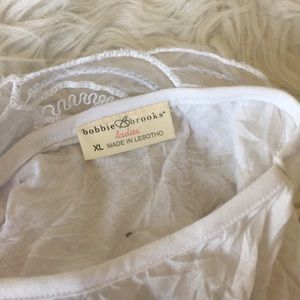 bobbie brooks®
ladies'
XL MADE IN LESOTHO